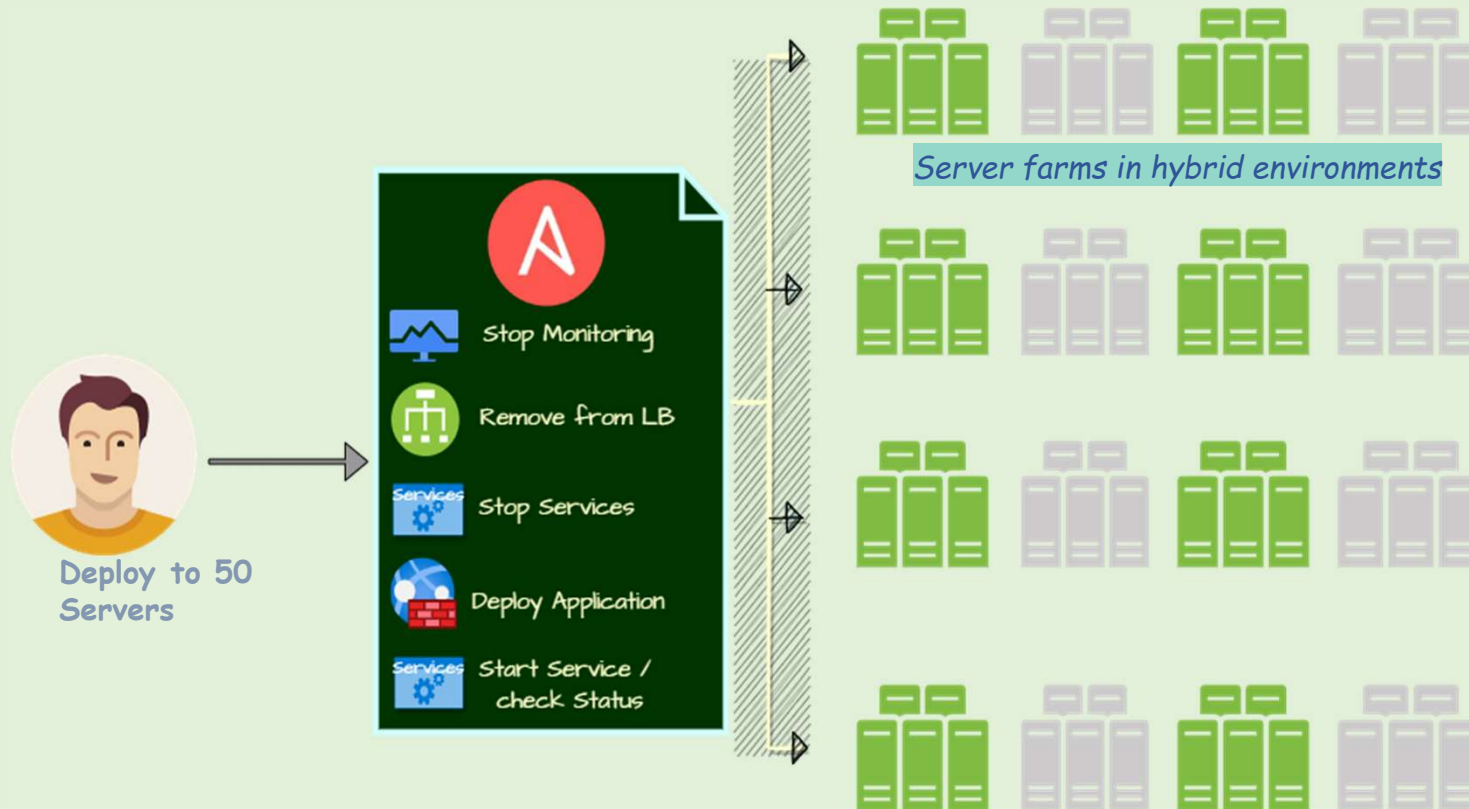 Server farms in hybrid environments
Stop Monitoring
Remove from LB
Services
Stop Services
Deploy Application
Services
Start Service /
check Status
Deploy to 50
Servers